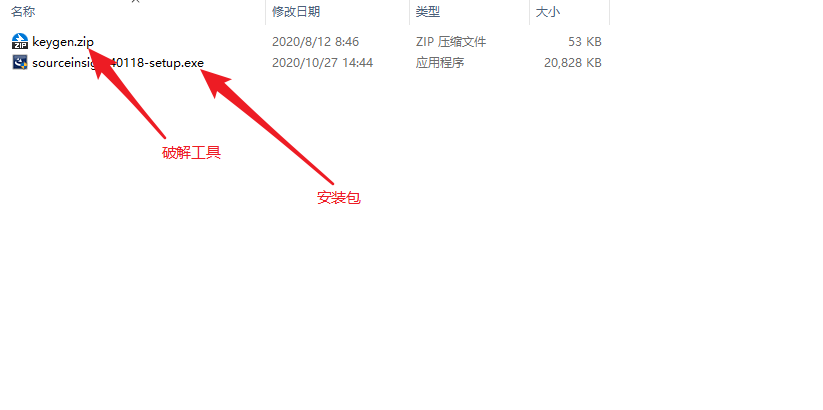 名称 修改日期 类型 大小
keygen.zip 2020/8/12 8:46 ZIP 压缩文件 53 KB
sourceinsig 40118-setup.exe 2020/10/27 14:44 应用程序 20,828 KB
破解工具
安装包